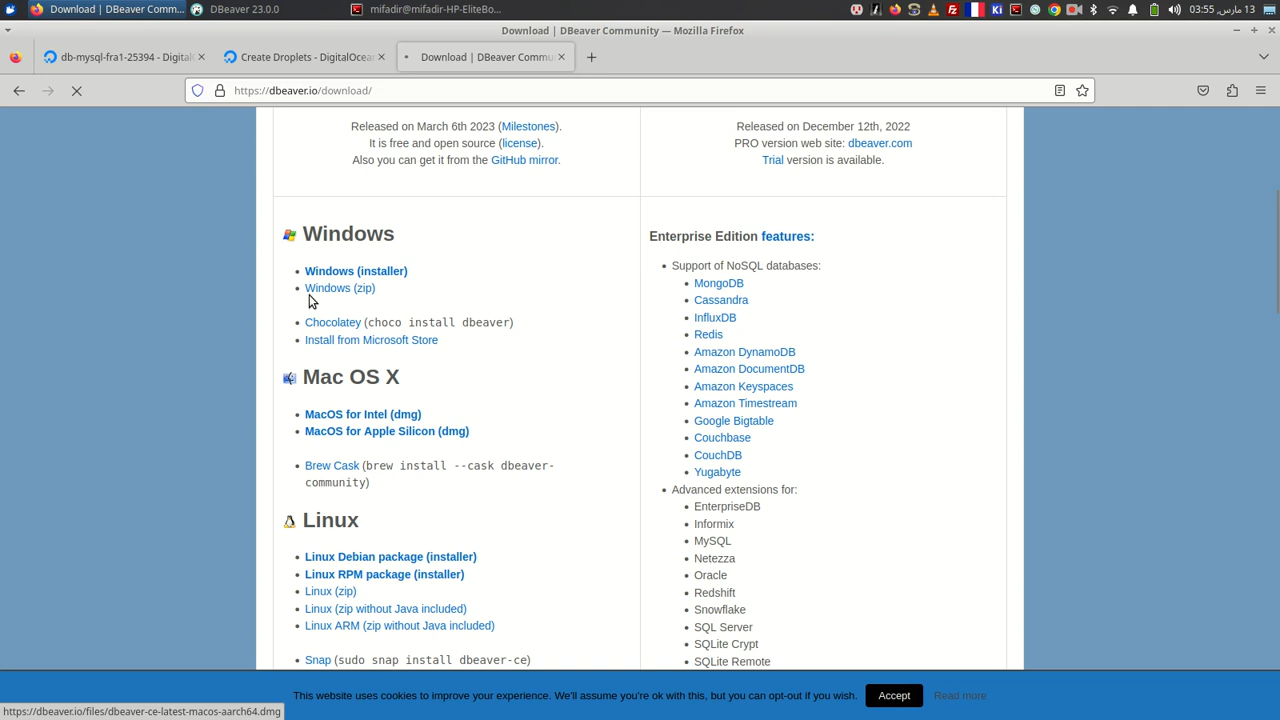 Download | DBeaver Comm...
DBeaver 23.0.0
mifadir@mifadir-HP-EliteBo...
Ki
13 مارس, 03:55
Download | DBeaver Community — Mozilla Firefox
db-mysql-fra1-25394 - Digital
Create Droplets - DigitalOcea
Download | DBeaver Commu
https://dbeaver.io/download/
Released on March 6th 2023 (Milestones).
It is free and open source (license).
Also you can get it from the GitHub mirror.
Released on December 12th, 2022
PRO version web site: dbeaver.com
Trial version is available.
Windows
Windows (installer)
Windows (zip)
Chocolatey (choco install dbeaver)
Install from Microsoft Store
Mac OS X
MacOS for Intel (dmg)
MacOS for Apple Silicon (dmg)
Brew Cask (brew install --cask dbeaver-
community)
Linux
Linux Debian package (installer)
Linux RPM package (installer)
Linux (zip)
Linux (zip without Java included)
Linux ARM (zip without Java included)
Snap (sudo snap install dbeaver-ce)
Enterprise Edition features:
Support of NoSQL databases:
MongoDB
Cassandra
InfluxDB
Redis
Amazon DynamoDB
Amazon DocumentDB
Amazon Keyspaces
Amazon Timestream
Google Bigtable
Couchbase
CouchDB
Yugabyte
Advanced extensions for:
EnterpriseDB
Informix
MySQL
Netezza
Oracle
Redshift
Snowflake
SQL Server
SQLite Crypt
SQLite Remote
This website uses cookies to improve your experience. We'll assume you're ok with this, but you can opt-out if you wish.
Accept
Read more
https://dbeaver.io/files/dbeaver-ce-latest-macos-aarch64.dmg